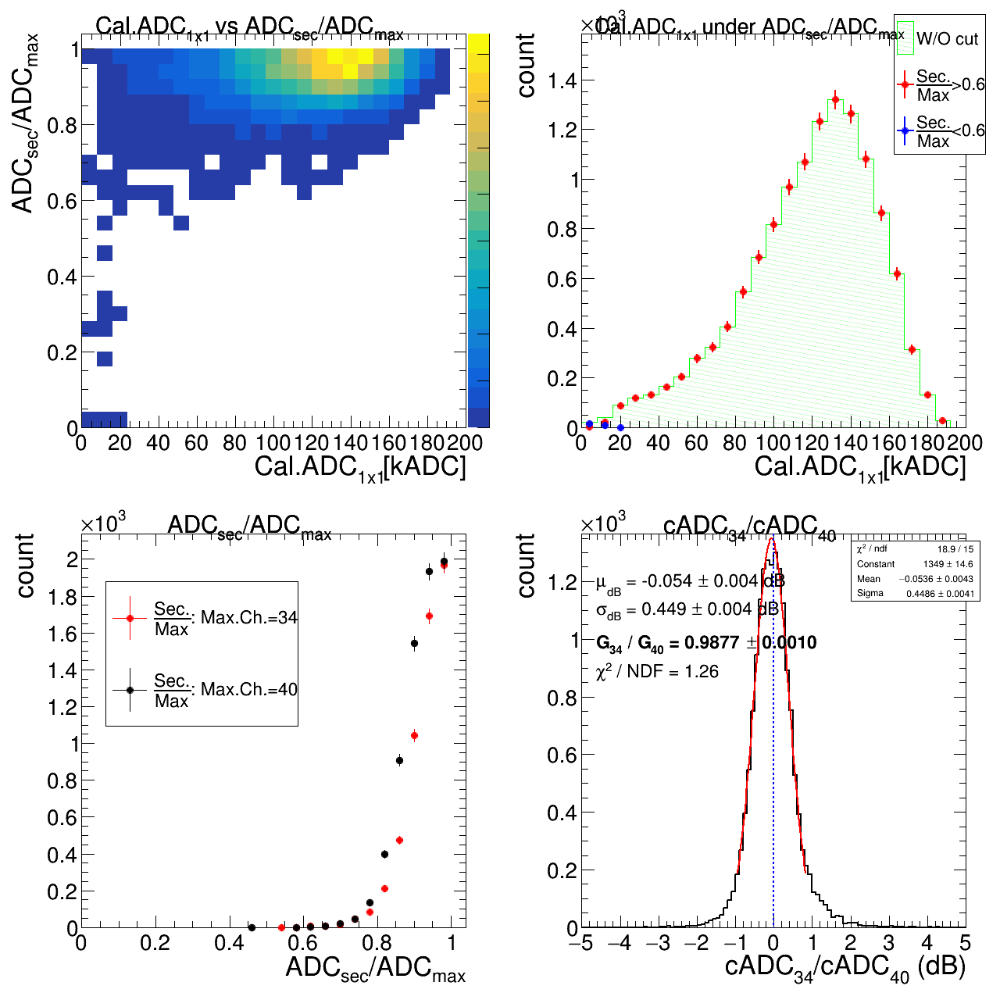 Cal.ADC1x1 vs ADCsec/ADCmax
ADCsec/ADCmax
1
0.8
0.6
0.4
0.2
0
0 20 40 60 80 100 120 140 160 180 200
Cal.ADC1x1[kADC]
×10^3
Cal.ADC1x1 under ADCsec/ADCmax
count
W/O cut
Sec./Max>0.6
Sec./Max<0.6
1.4
1.2
1
0.8
0.6
0.4
0.2
0
0 20 40 60 80 100 120 140 160 180 200
Cal.ADC1x1[kADC]
×10^3
ADCsec/ADCmax
count
2
1.8
1.6
1.4
1.2
1
0.8
0.6
0.4
0.2
0
Sec./Max: Max.Ch.=34
Sec./Max: Max.Ch.=40
0 0.2 0.4 0.6 0.8 1
ADCsec/ADCmax
×10^3
cADC34/cADC40
count
χ2 / ndf 18.9 / 15
Constant 1349 ± 14.6
Mean −0.0536 ± 0.0043
Sigma 0.4486 ± 0.0041
μdB = -0.054 ± 0.004 dB
σdB = 0.449 ± 0.004 dB
G34 / G40 = 0.9877 ± 0.0010
χ2 / NDF = 1.26
1.2
1
0.8
0.6
0.4
0.2
0
−5 −4 −3 −2 −1 0 1 2 3 4 5
cADC34/cADC40 (dB)